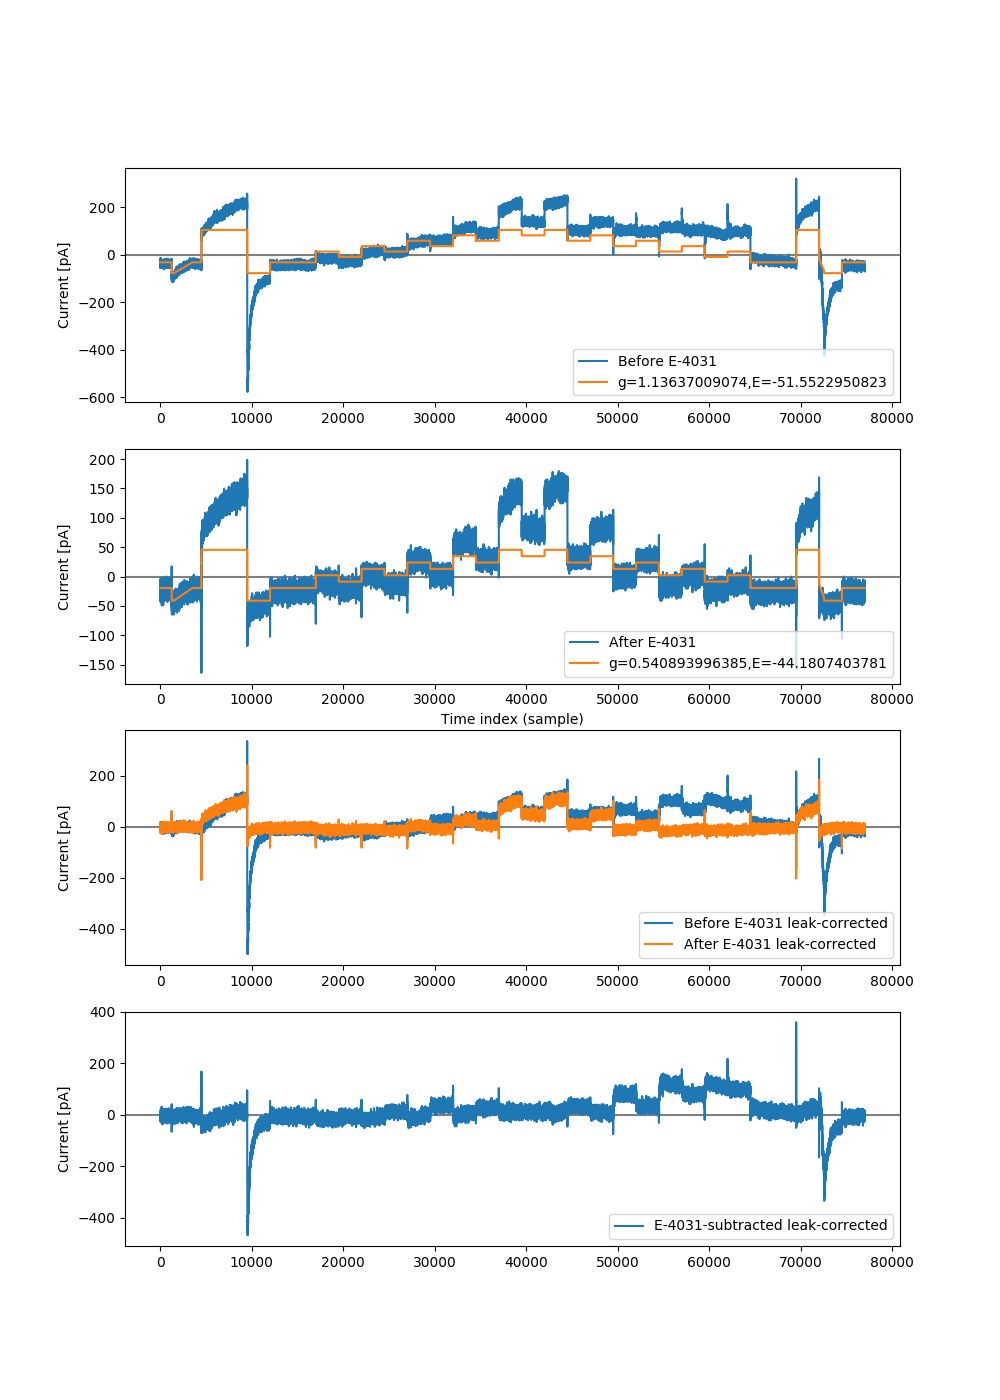 200
0
−200
−400
−600
Current [pA]
Before E-4031
g=1.13637009074,E=-51.5522950823
0 10000 20000 30000 40000 50000 60000 70000 80000
200
150
100
50
0
−50
−100
−150
Current [pA]
After E-4031
g=0.540893996385,E=-44.1807403781
0 10000 20000 30000 40000 50000 60000 70000 80000
Time index (sample)
200
0
−200
−400
Current [pA]
Before E-4031 leak-corrected
After E-4031 leak-corrected
0 10000 20000 30000 40000 50000 60000 70000 80000
400
200
0
−200
−400
Current [pA]
E-4031-subtracted leak-corrected
0 10000 20000 30000 40000 50000 60000 70000 80000